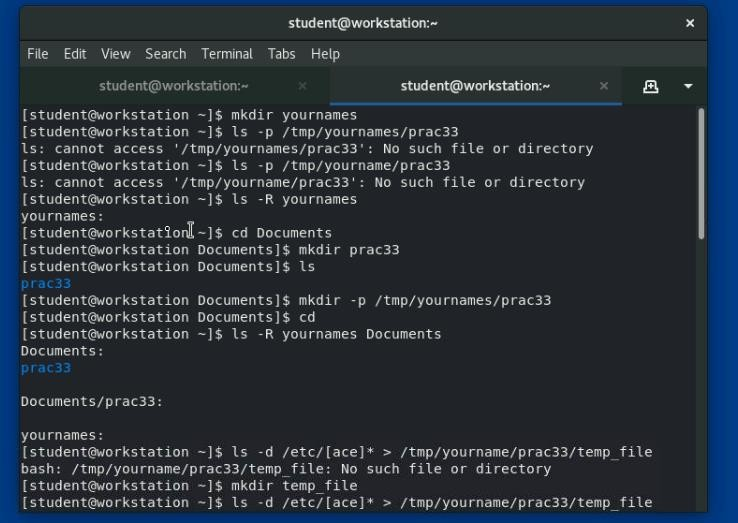 student@workstation:~
File Edit View Search Terminal Tabs Help
student@workstation:~ student@workstation:~
[student@workstation ~]$ mkdir yournames
[student@workstation ~]$ ls -p /tmp/yournames/prac33
ls: cannot access '/tmp/yournames/prac33': No such file or directory
[student@workstation ~]$ ls -p /tmp/yourname/prac33
ls: cannot access '/tmp/yourname/prac33': No such file or directory
[student@workstation ~]$ ls -R yournames
yournames:
[student@workstation ~]$ cd Documents
[student@workstation Documents]$ mkdir prac33
[student@workstation Documents]$ ls
prac33
[student@workstation Documents]$ mkdir -p /tmp/yournames/prac33
[student@workstation Documents]$ cd
[student@workstation ~]$ ls -R yournames Documents
Documents:
prac33
Documents/prac33:
yournames:
[student@workstation ~]$ ls -d /etc/[ace]* > /tmp/yourname/prac33/temp_file
bash: /tmp/yourname/prac33/temp_file: No such file or directory
[student@workstation ~]$ mkdir temp_file
[student@workstation ~]$ ls -d /etc/[ace]* > /tmp/yourname/prac33/temp_file